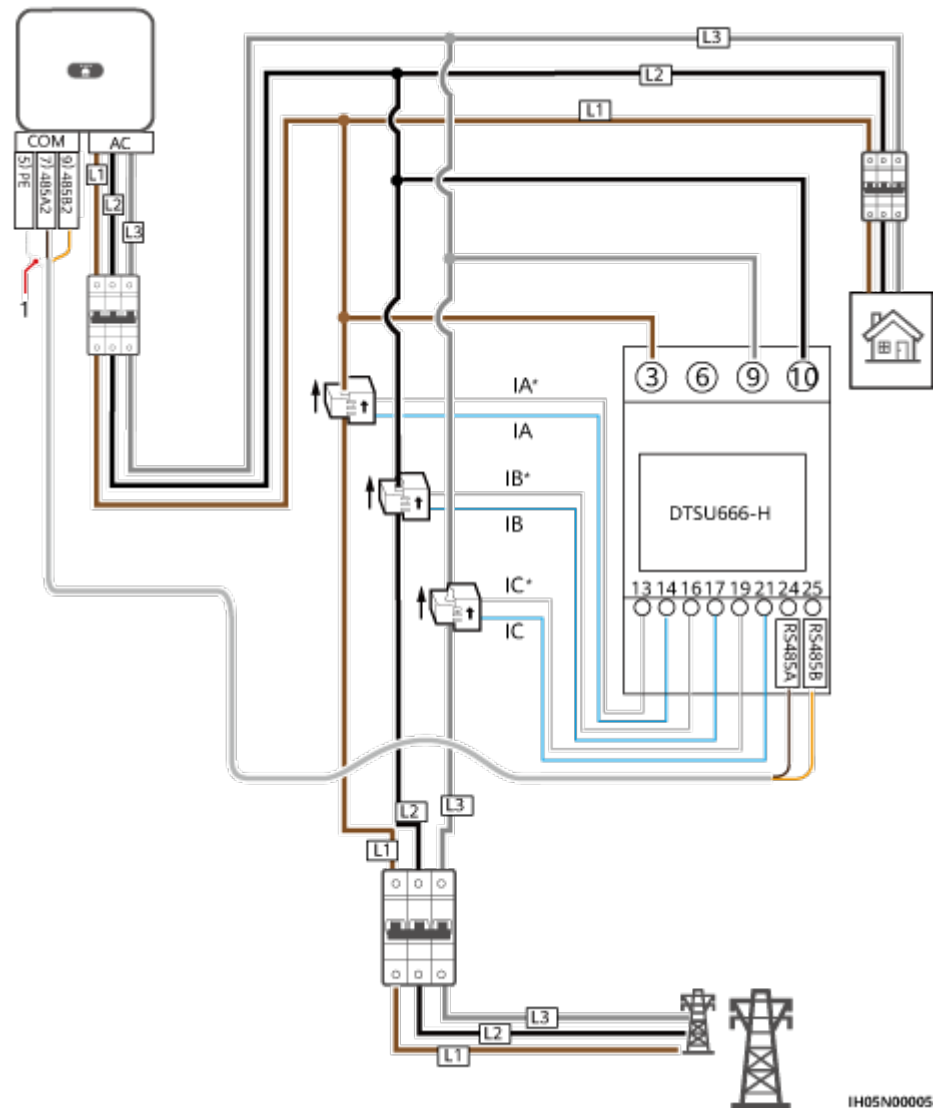 L3
L2
L1
COM
AC
5) PE
7) 485A2
9) 485B2
L1
L2
L3
1
3
6
9
10
IA*
IA
IB*
IB
IC*
IC
DTSU666-H
13 14 16 17 19 21 24 25
RS485A
RS485B
L3
L2
L1
L3
L2
L1
IH05N00005